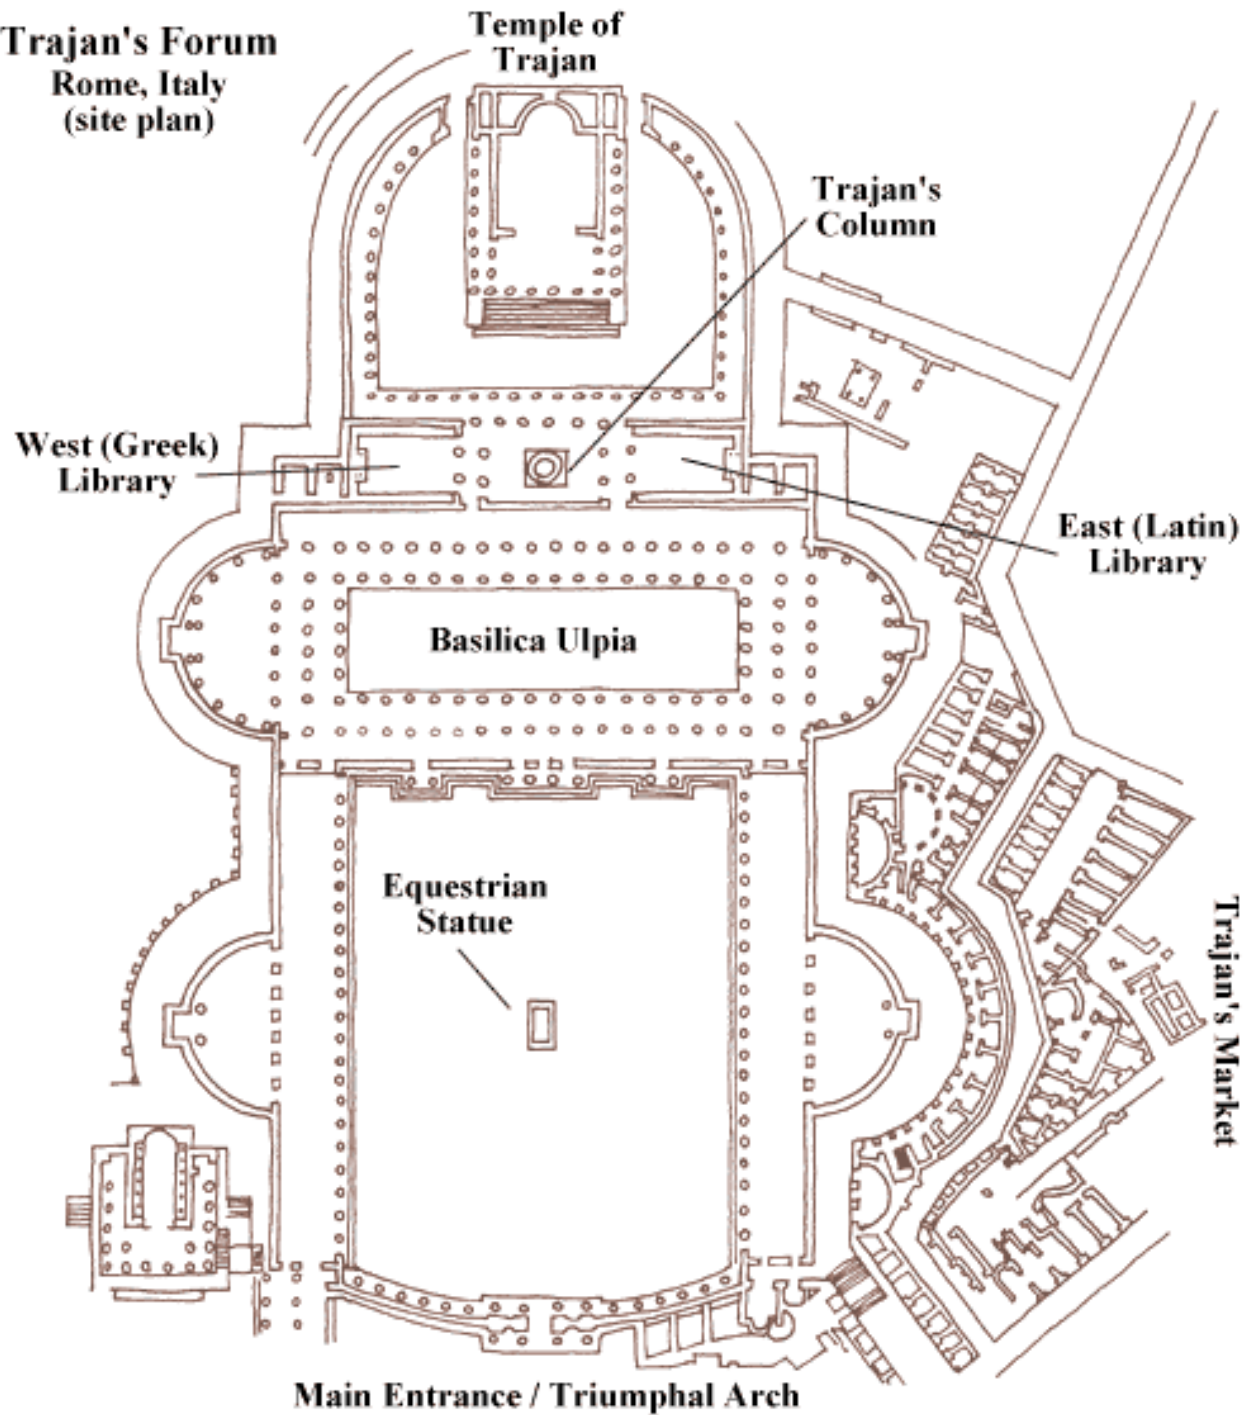 Trajan's Forum
Rome, Italy
(site plan)
Temple of
Trajan
Trajan's
Column
West (Greek)
Library
East (Latin)
Library
Basilica Ulpia
Equestrian
Statue
Trajan's Market
Main Entrance / Triumphal Arch